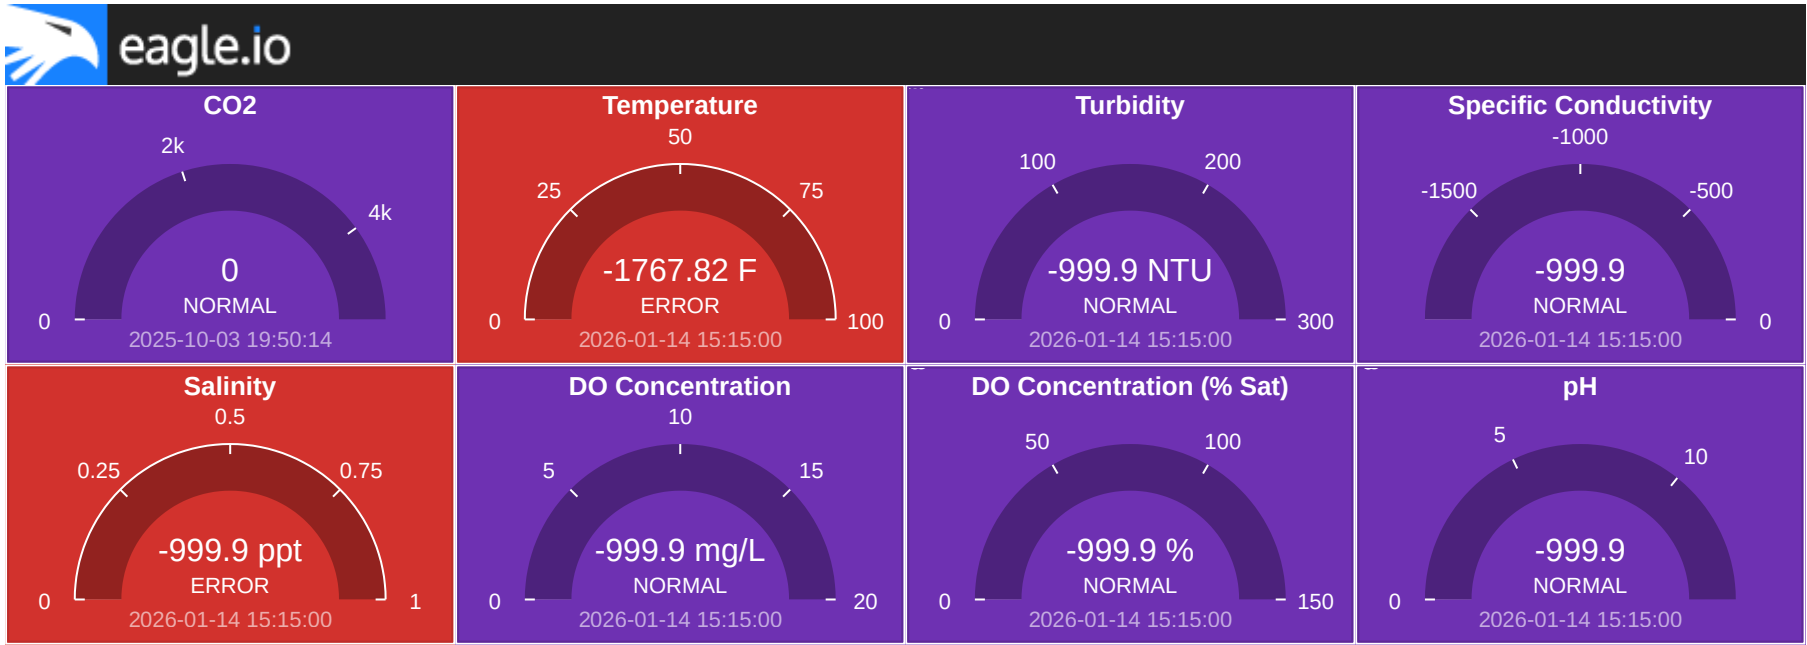 eagle.io
CO2
2k
4k
0
NORMAL
0
2025-10-03 19:50:14
Temperature
50
25
75
-1767.82 F
ERROR
0
100
2026-01-14 15:15:00
Turbidity
100
200
-999.9 NTU
NORMAL
0
300
2026-01-14 15:15:00
Specific Conductivity
-1000
-1500
-500
-999.9
NORMAL
0
2026-01-14 15:15:00
Salinity
0.5
0.25
0.75
-999.9 ppt
ERROR
0
1
2026-01-14 15:15:00
DO Concentration
10
5
15
-999.9 mg/L
NORMAL
0
20
2026-01-14 15:15:00
DO Concentration (% Sat)
50
100
-999.9 %
NORMAL
0
150
2026-01-14 15:15:00
pH
5
10
-999.9
NORMAL
0
2026-01-14 15:15:00